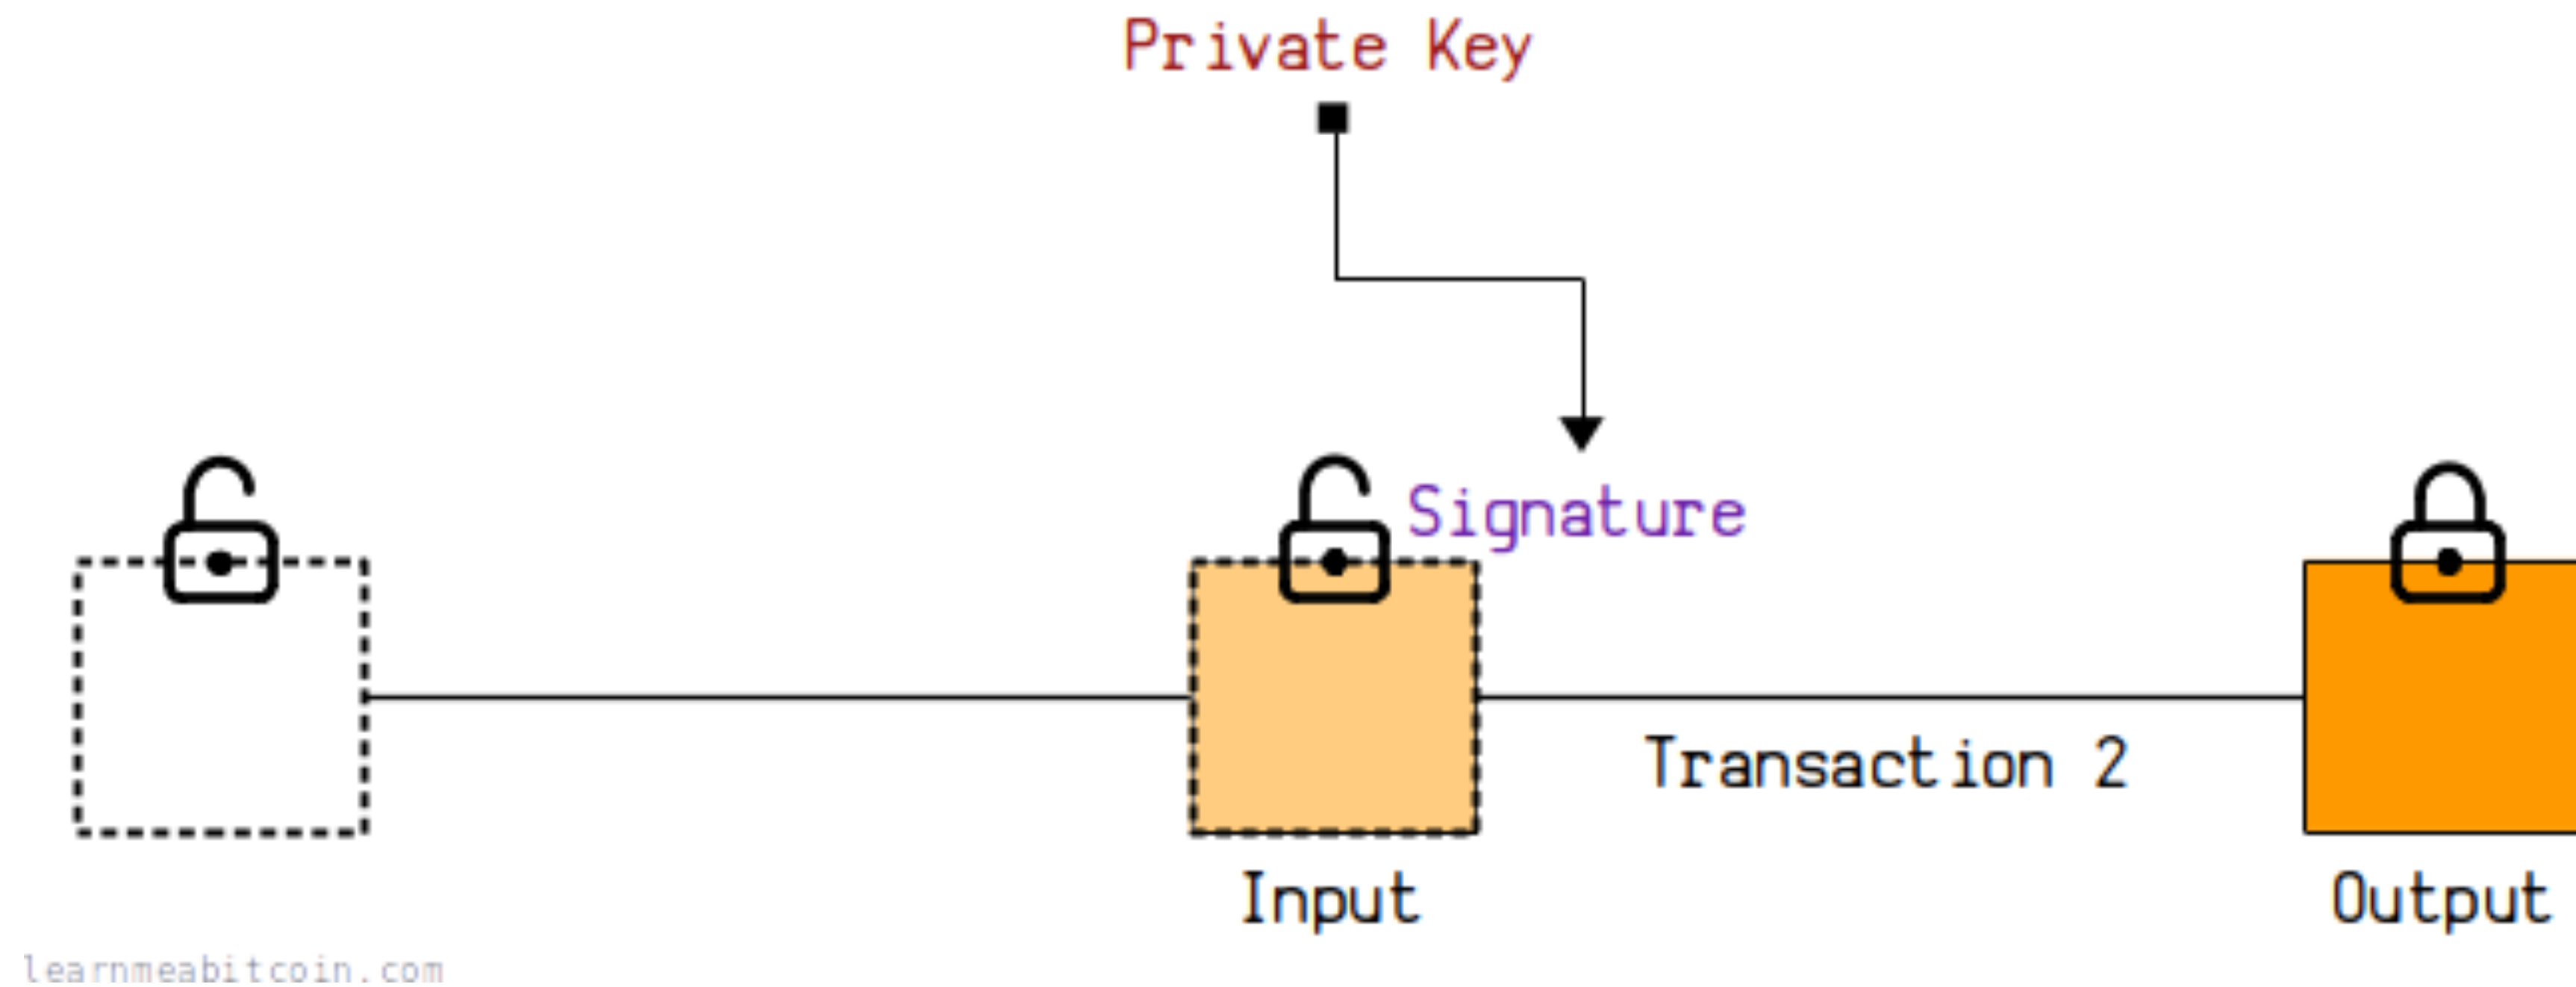 Private Key
Signature
Transaction 2
Input
Output
learnmeabitcoin.com